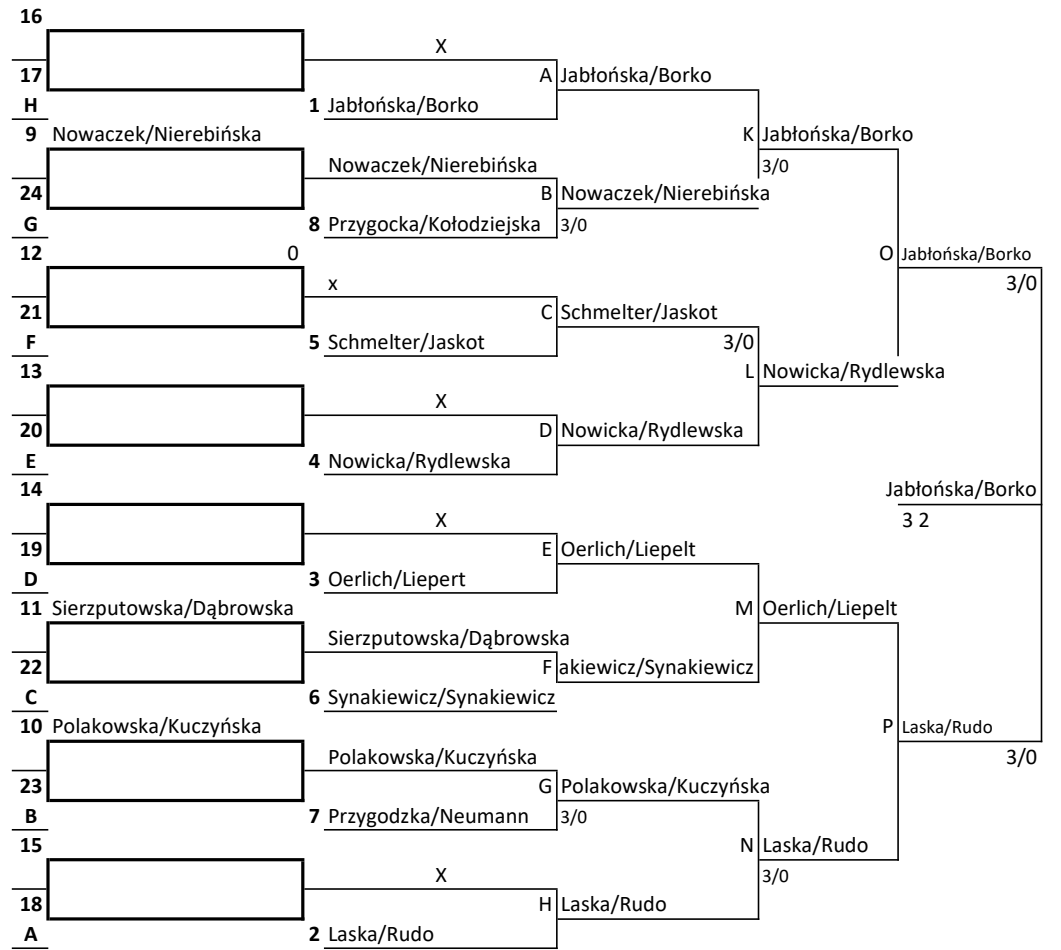 16
X
17
A Jabłońska/Borko
H
1 Jabłońska/Borko
9 Nowaczek/Nierebińska
K Jabłońska/Borko
Nowaczek/Nierebińska
3/0
24
B Nowaczek/Nierebińska
G
8 Przygocka/Kołodziejska
3/0
12
0
O Jabłońska/Borko
x
3/0
21
C Schmelter/Jaskot
F
5 Schmelter/Jaskot
3/0
13
L Nowicka/Rydlewska
X
20
D Nowicka/Rydlewska
E
4 Nowicka/Rydlewska
14
Jabłońska/Borko
X
3 2
19
E Oerlich/Liepelt
D
3 Oerlich/Liepert
11 Sierzputowska/Dąbrowska
M Oerlich/Liepelt
Sierzputowska/Dąbrowska
22
F akiewicz/Synakiewicz
C
6 Synakiewicz/Synakiewicz
10 Polakowska/Kuczyńska
P Laska/Rudo
Polakowska/Kuczyńska
3/0
23
G Polakowska/Kuczyńska
B
7 Przygodzka/Neumann
3/0
15
N Laska/Rudo
X
3/0
18
H Laska/Rudo
A
2 Laska/Rudo